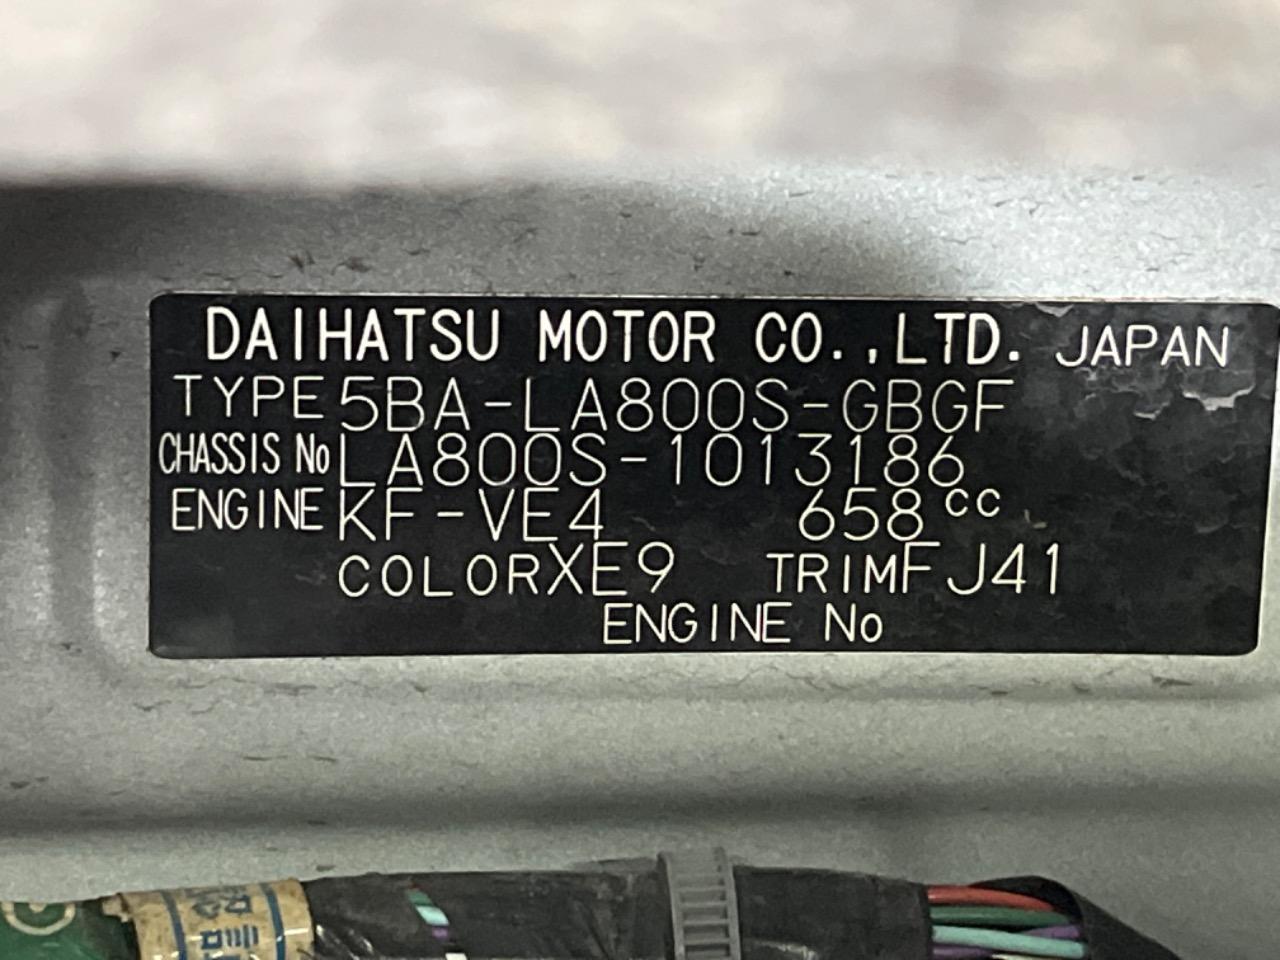 DAIHATSU MOTOR CO.,LTD. JAPAN
TYPE 5BA-LA800S-GBGF
CHASSIS No LA800S-1013186
ENGINE KF-VE4 658cc
COLOR XE9 TRIM FJ41
ENGINE No